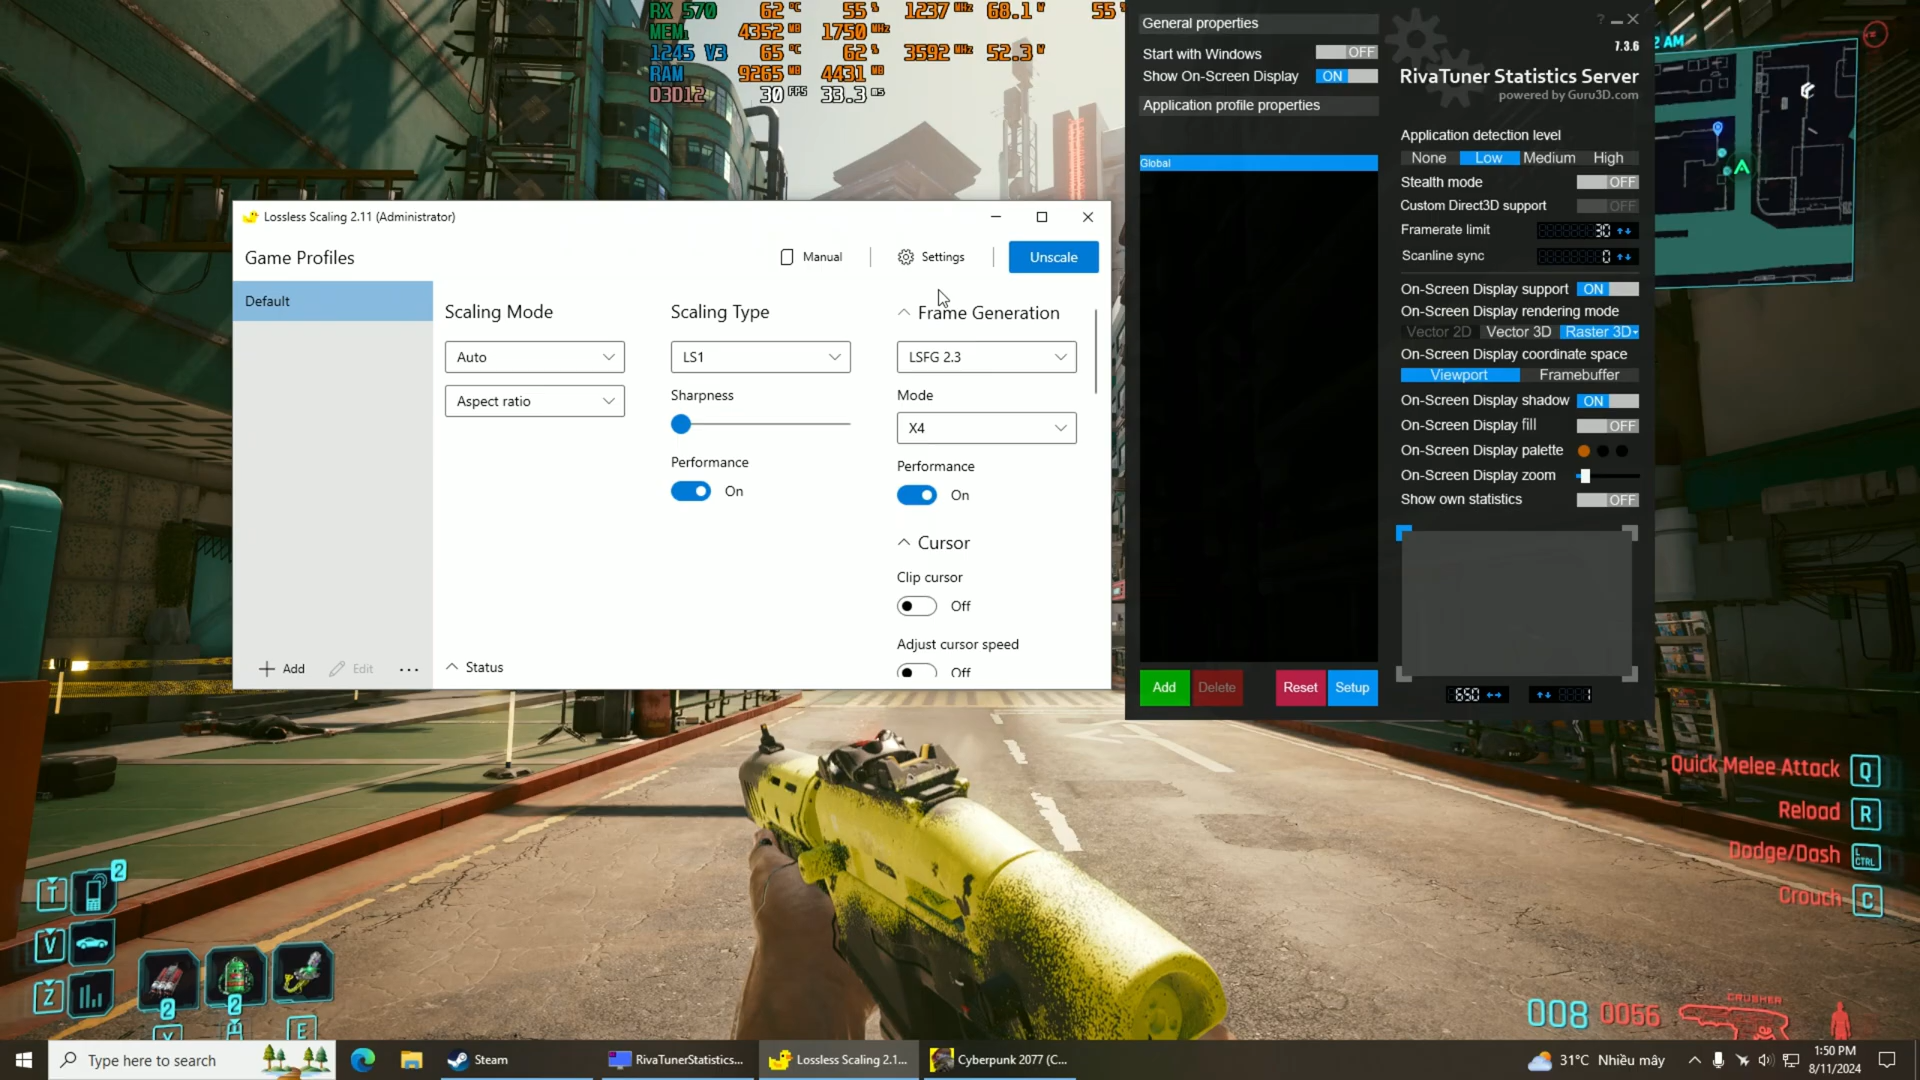 RX 570 62 °C 55 % 1237 MHz 68.1 W 55
MEM1 4352 MB 1750 MHz
1245 V3 65 °C 62 % 3592 MHz 52.3 W
RAM 9265 MB 4431 MB
D3D12 30 FPS 33.3 ms
General properties
Start with Windows OFF
Show On-Screen Display ON
Application profile properties
Global
Add Delete Reset Setup
? 
7.3.6
RivaTuner Statistics Server
powered by Guru3D.com
Application detection level
None Low Medium High
Stealth mode OFF
Custom Direct3D support OFF
Framerate limit 30
Scanline sync 0
On-Screen Display support ON
On-Screen Display rendering mode
Vector 2D Vector 3D Raster 3D
On-Screen Display coordinate space
Viewport Framebuffer
On-Screen Display shadow ON
On-Screen Display fill OFF
On-Screen Display palette
On-Screen Display zoom
Show own statistics OFF
650 1
2 AM
Lossless Scaling 2.11 (Administrator)
Game Profiles
Manual
Settings
Unscale
Default
Scaling Mode
Auto
Aspect ratio
Scaling Type
LS1
Sharpness
Performance
On
Frame Generation
LSFG 2.3
Mode
X4
Performance
On
Cursor
Clip cursor
Off
Adjust cursor speed
Off
Add
Edit
...
Status
Quick Melee Attack Q
Reload R
Dodge/Dash L CTRL
Crouch C
T 2
V
Z
2 2
E
008 0056
CRUSHER
Type here to search
Steam
RivaTunerStatistics...
Lossless Scaling 2.1...
Cyberpunk 2077 (C...
31°C Nhiều mây
1:50 PM
8/11/2024